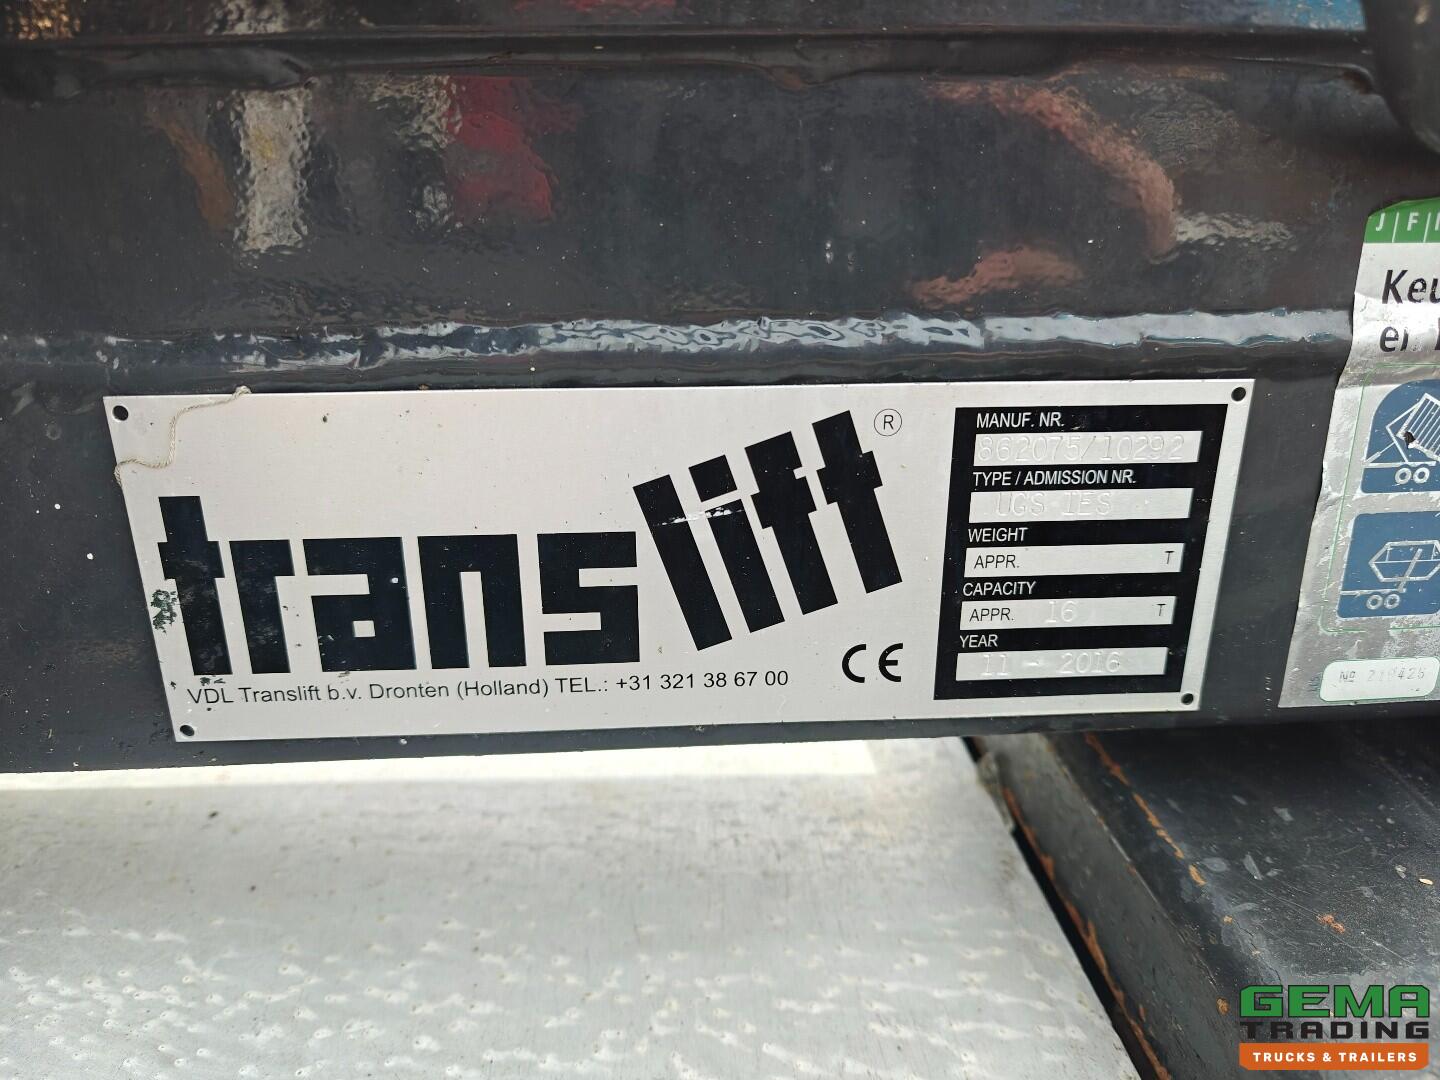 translift ®
VDL Translift b.v. Dronten (Holland) TEL.: +31 321 38 67 00
CE
MANUF. NR.
862075/10292
TYPE / ADMISSION NR.
UGS IES
WEIGHT
APPR. T
CAPACITY
APPR. 16 T
YEAR
11 - 2016
J F
Keu
er
GEMA
TRADING
TRUCKS & TRAILERS